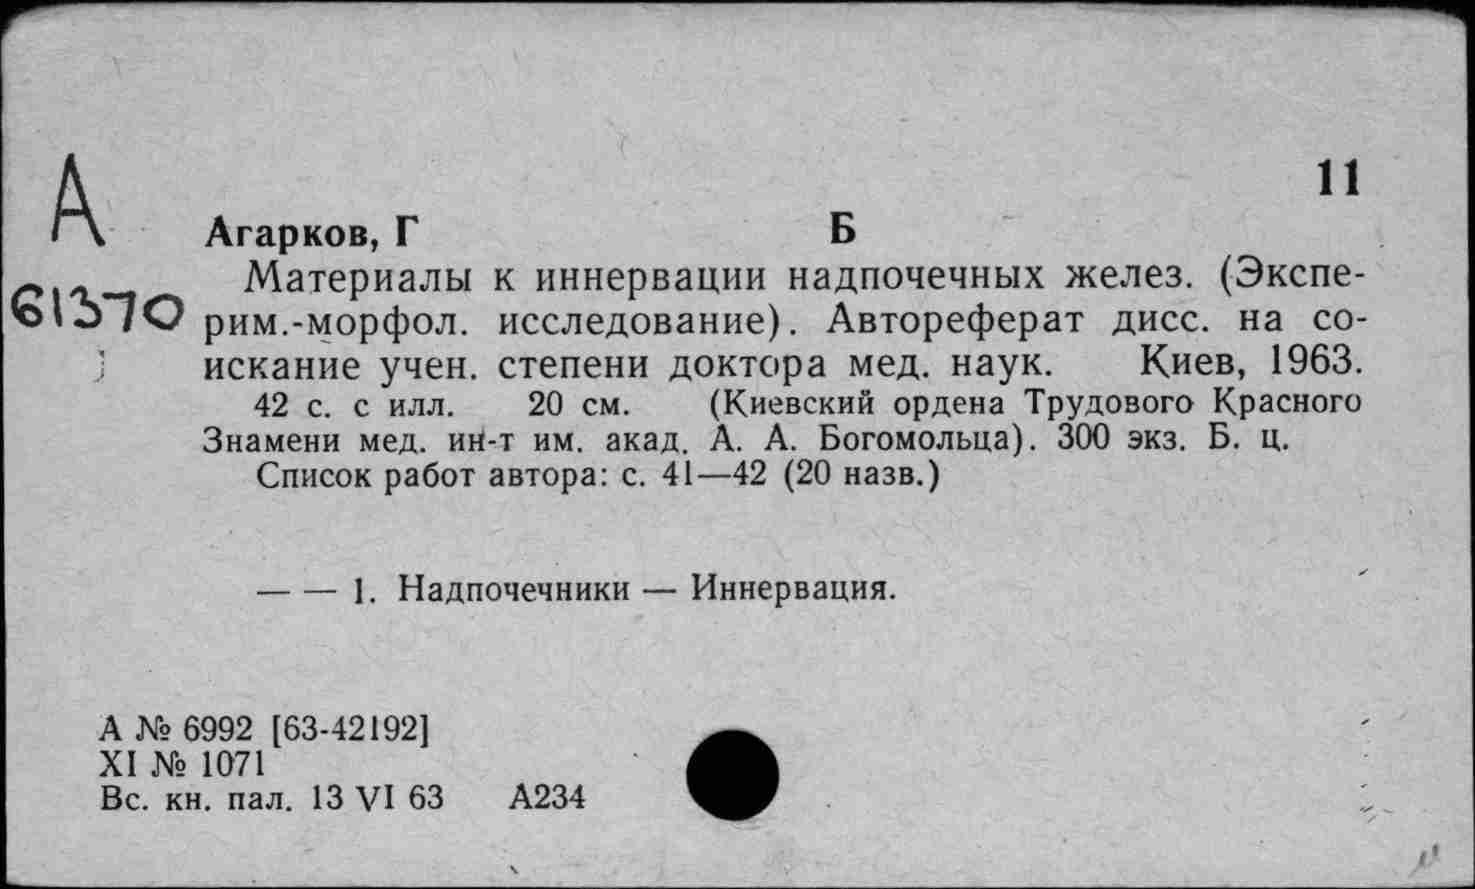 11
А
Агарков, Г Б
61370
Материалы к иннервации надпочечных желез. (Экспе-
рим.-морфол. исследование). Автореферат дисс. на со-
искание учен. степени доктора мед. наук. Киев, 1963.
42 с. с илл. 20 см. (Киевский ордена Трудового Красного
Знамени мед. ин-т им. акад. А. А. Богомольца). 300 экз. Б. ц.
Список работ автора: с. 41—42 (20 назв.)
— — 1. Надпочечники — Иннервация.
А № 6992 [63-42192]
XI № 1071
Вс. кн. пал. 13 VI 63 А234